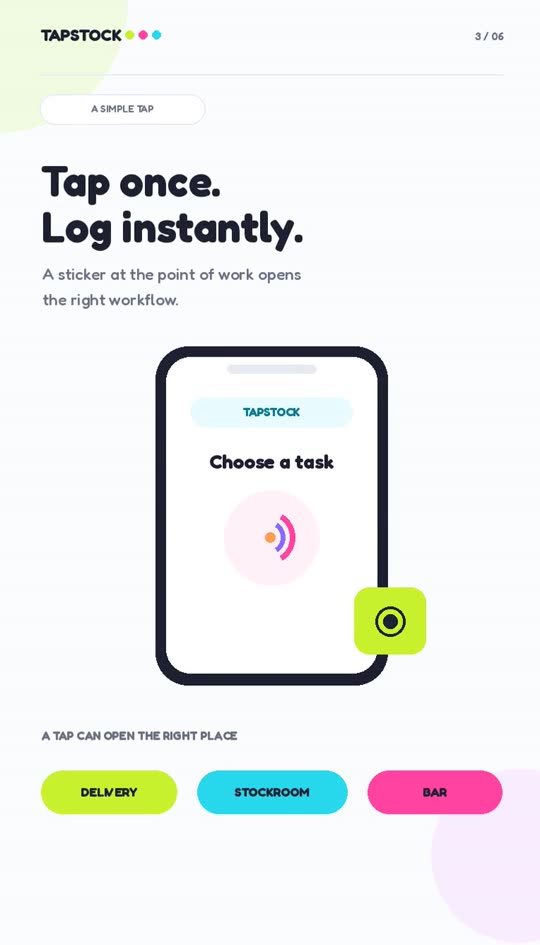 TAPSTOCK
3 / 06
A SIMPLE TAP
Tap once.
Log instantly.
A sticker at the point of work opens
the right workflow.
TAPSTOCK
Choose a task
A TAP CAN OPEN THE RIGHT PLACE
DELIVERY
STOCKROOM
BAR